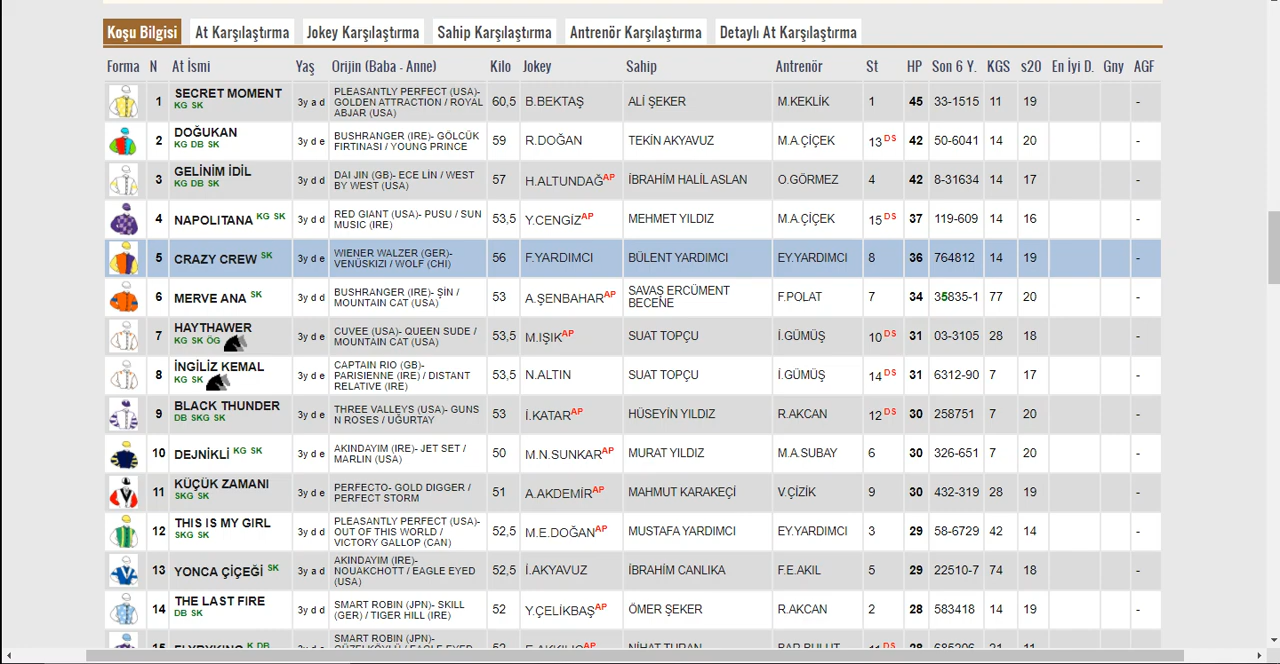 Koşu Bilgisi At Karşılaştırma Jokey Karşılaştırma Sahip Karşılaştırma Antrenör Karşılaştırma Detaylı At Karşılaştırma
Forma N At İsmi Yaş Orijin (Baba - Anne) Kilo Jokey Sahip Antrenör St HP Son 6 Y. KGS s20 En İyi D. Gny AGF
1 SECRET MOMENT KG SK 3y a d PLEASANTLY PERFECT (USA)- GOLDEN ATTRACTION / ROYAL ABJAR (USA) 60,5 B.BEKTAŞ ALİ ŞEKER M.KEKLİK 1 45 33-1515 11 19 -
2 DOĞUKAN KG DB SK 3y d e BUSHRANGER (IRE)- GÖLCÜK FIRTINASI / YOUNG PRINCE 59 R.DOĞAN TEKİN AKYAVUZ M.A.ÇİÇEK 13 DS 42 50-6041 14 20 -
3 GELİNİM İDİL KG DB SK 3y d d DAI JIN (GB)- ECE LİN / WEST BY WEST (USA) 57 H.ALTUNDAĞ AP İBRAHİM HALİL ASLAN O.GÖRMEZ 4 42 8-31634 14 17 -
4 NAPOLITANA KG SK 3y d d RED GIANT (USA)- PUSU / SUN MUSIC (IRE) 53,5 Y.CENGİZ AP MEHMET YILDIZ M.A.ÇİÇEK 15 DS 37 119-609 14 16 -
5 CRAZY CREW SK 3y d e WIENER WALZER (GER)- VENÜSKIZI / WOLF (CHI) 56 F.YARDIMCI BÜLENT YARDIMCI EY.YARDIMCI 8 36 764812 14 19 -
6 MERVE ANA SK 3y d d BUSHRANGER (IRE)- ŞİN / MOUNTAIN CAT (USA) 53 A.ŞENBAHAR AP SAVAŞ ERCÜMENT BECENE F.POLAT 7 34 35835-1 77 20 -
7 HAYTHAWER KG SK ÖG 3y d e CUVEE (USA)- QUEEN SUDE / MOUNTAIN CAT (USA) 53,5 M.IŞIK AP SUAT TOPÇU İ.GÜMÜŞ 10 DS 31 03-3105 28 18 -
8 İNGİLİZ KEMAL KG SK 3y d e CAPTAIN RIO (GB)- PARISIENNE (IRE) / DISTANT RELATIVE (IRE) 53,5 N.ALTIN SUAT TOPÇU İ.GÜMÜŞ 14 DS 31 6312-90 7 17 -
9 BLACK THUNDER DB SKG SK 3y d e THREE VALLEYS (USA)- GUNS N ROSES / UĞURTAY 53 İ.KATAR AP HÜSEYİN YILDIZ R.AKCAN 12 DS 30 258751 7 20 -
10 DEJNİKLİ KG SK 3y d e AKINDAYIM (IRE)- JET SET / MARLIN (USA) 50 M.N.SUNKAR AP MURAT YILDIZ M.A.SUBAY 6 30 326-651 7 20 -
11 KÜÇÜK ZAMANI SKG SK 3y d e PERFECTO- GOLD DIGGER / PERFECT STORM 51 A.AKDEMİR AP MAHMUT KARAKEÇİ V.ÇİZİK 9 30 432-319 28 19 -
12 THIS IS MY GIRL SKG SK 3y d d PLEASANTLY PERFECT (USA)- OUT OF THIS WORLD / VICTORY GALLOP (CAN) 52,5 M.E.DOĞAN AP MUSTAFA YARDIMCI EY.YARDIMCI 3 29 58-6729 42 14 -
13 YONCA ÇİÇEĞİ SK 3y a d AKINDAYIM (IRE)- NOUAKCHOTT / EAGLE EYED (USA) 52,5 İ.AKYAVUZ İBRAHİM CANLIKA F.E.AKIL 5 29 22510-7 74 18 -
14 THE LAST FIRE DB SK 3y d d SMART ROBIN (JPN)- SKILL (GER) / TIGER HILL (IRE) 52 Y.ÇELİKBAŞ AP ÖMER ŞEKER R.AKCAN 2 28 583418 14 19 -
K DB SMART ROBIN (JPN)- AP NİHAT TURAN DS